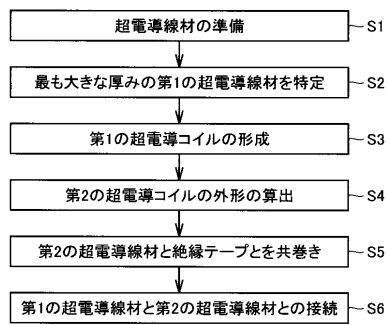 超電導線材の準備 S1
最も大きな厚みの第1の超電導線材を特定 S2
第1の超電導コイルの形成 S3
第2の超電導コイルの外形の算出 S4
第2の超電導線材と絶縁テープとを共巻き S5
第1の超電導線材と第2の超電導線材との接続 S6